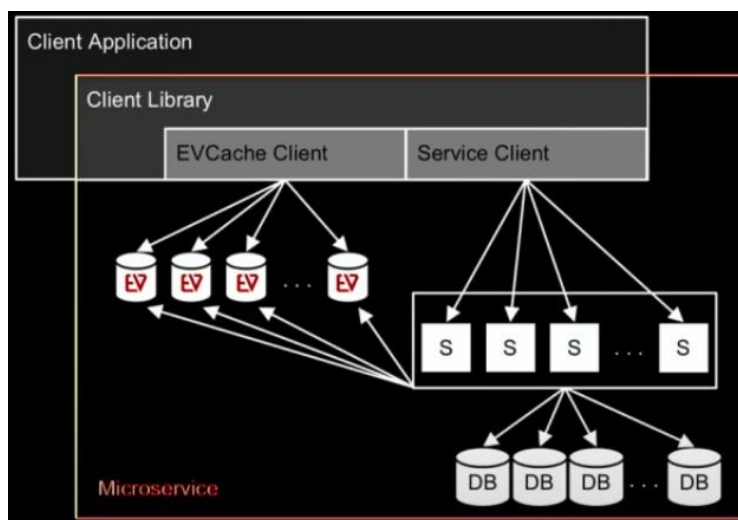 Client Application
Client Library
EVCache Client
Service Client
EV EV EV ... EV
S S S ... S
DB DB DB ... DB
Microservice